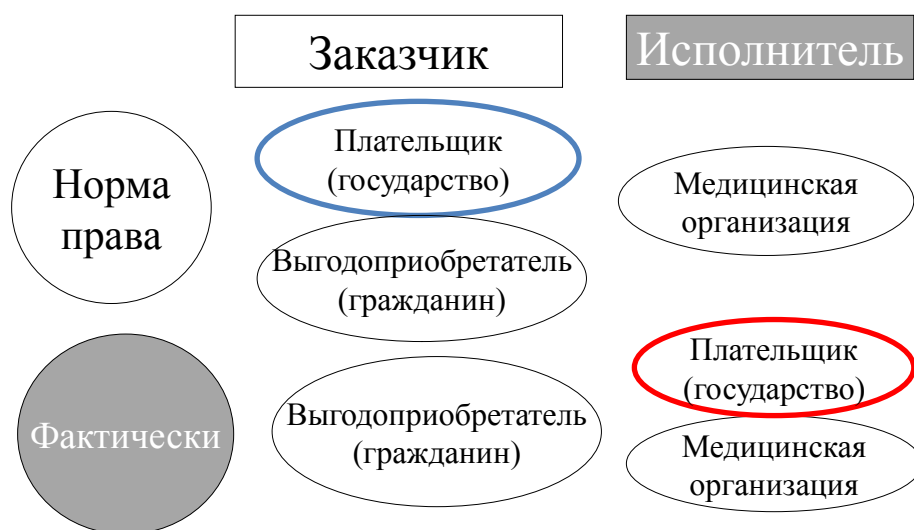 Заказчик
Исполнитель
Норма
права
Плательщик
(государство)
Выгодоприобретатель
(гражданин)
Медицинская
организация
Фактически
Выгодоприобретатель
(гражданин)
Плательщик
(государство)
Медицинская
организация